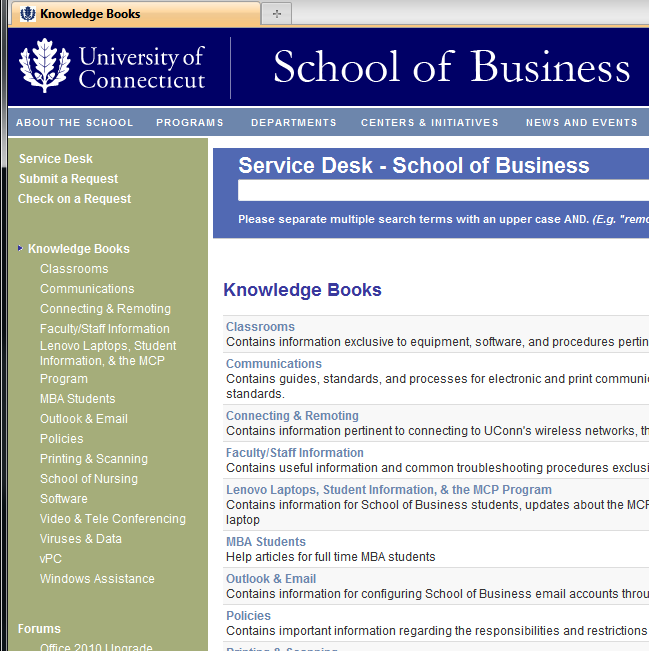 Knowledge Books
University of
Connecticut
School of Business
ABOUT THE SCHOOL PROGRAMS DEPARTMENTS CENTERS & INITIATIVES NEWS AND EVENTS
Service Desk
Submit a Request
Check on a Request
Knowledge Books
Classrooms
Communications
Connecting & Remoting
Faculty/Staff Information
Lenovo Laptops, Student
Information, & the MCP
Program
MBA Students
Outlook & Email
Policies
Printing & Scanning
School of Nursing
Software
Video & Tele Conferencing
Viruses & Data
vPC
Windows Assistance
Forums
Office 2010 Upgrade
Service Desk - School of Business
Please separate multiple search terms with an upper case AND. (E.g. "remo
Knowledge Books
Classrooms
Contains information exclusive to equipment, software, and procedures pertin
Communications
Contains guides, standards, and processes for electronic and print communic
standards.
Connecting & Remoting
Contains information pertinent to connecting to UConn's wireless networks, th
Faculty/Staff Information
Contains useful information and common troubleshooting procedures exclusi
Lenovo Laptops, Student Information, & the MCP Program
Contains information for School of Business students, updates about the MCP
laptop
MBA Students
Help articles for full time MBA students
Outlook & Email
Contains information for configuring School of Business email accounts throu
Policies
Contains important information regarding the responsibilities and restrictions
Printing & Scanning